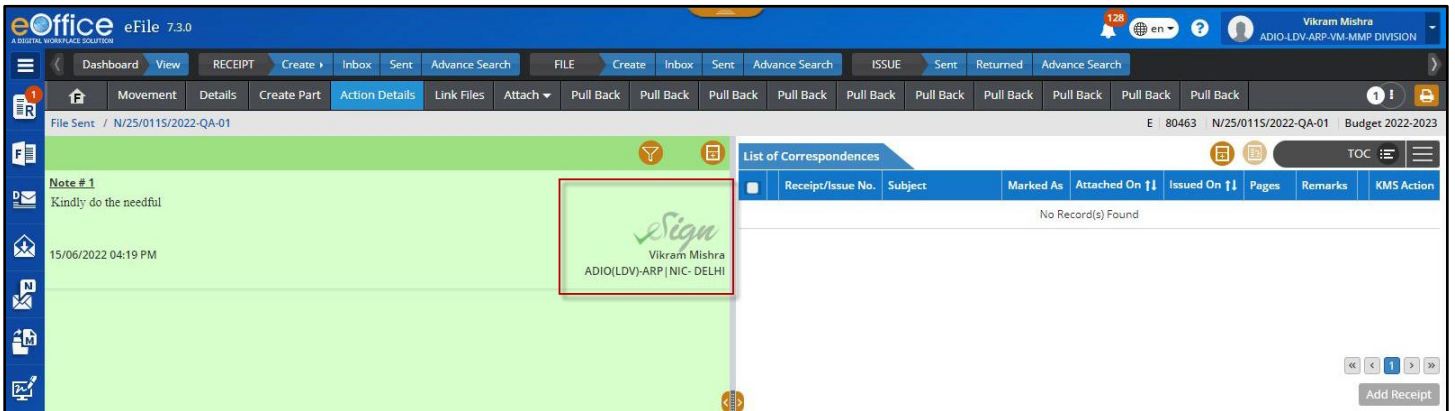 eOffice eFile 7.3.0
A DIGITAL WORKPLACE SOLUTION
128
en
?
Vikram Mishra
ADIO-LDV-ARP-VM-MMP DIVISION
Dashboard View RECEIPT Create Inbox Sent Advance Search FILE Create Inbox Sent Advance Search ISSUE Sent Returned Advance Search
1
R
E Movement Details Create Part Action Details Link Files Attach Pull Back Pull Back Pull Back Pull Back Pull Back Pull Back Pull Back Pull Back Pull Back Pull Back 1
File Sent / N/25/011S/2022-QA-01 E 80463 N/25/011S/2022-QA-01 Budget 2022-2023
F
List of Correspondences TOC
Receipt/Issue No. Subject Marked As Attached On Issued On Pages Remarks KMS Action
No Record(s) Found
Note # 1
Kindly do the needful
D
eSign
15/06/2022 04:19 PM Vikram Mishra
ADIO(LDV)-ARP|NIC- DELHI
N
M
« < 1 > »
Add Receipt